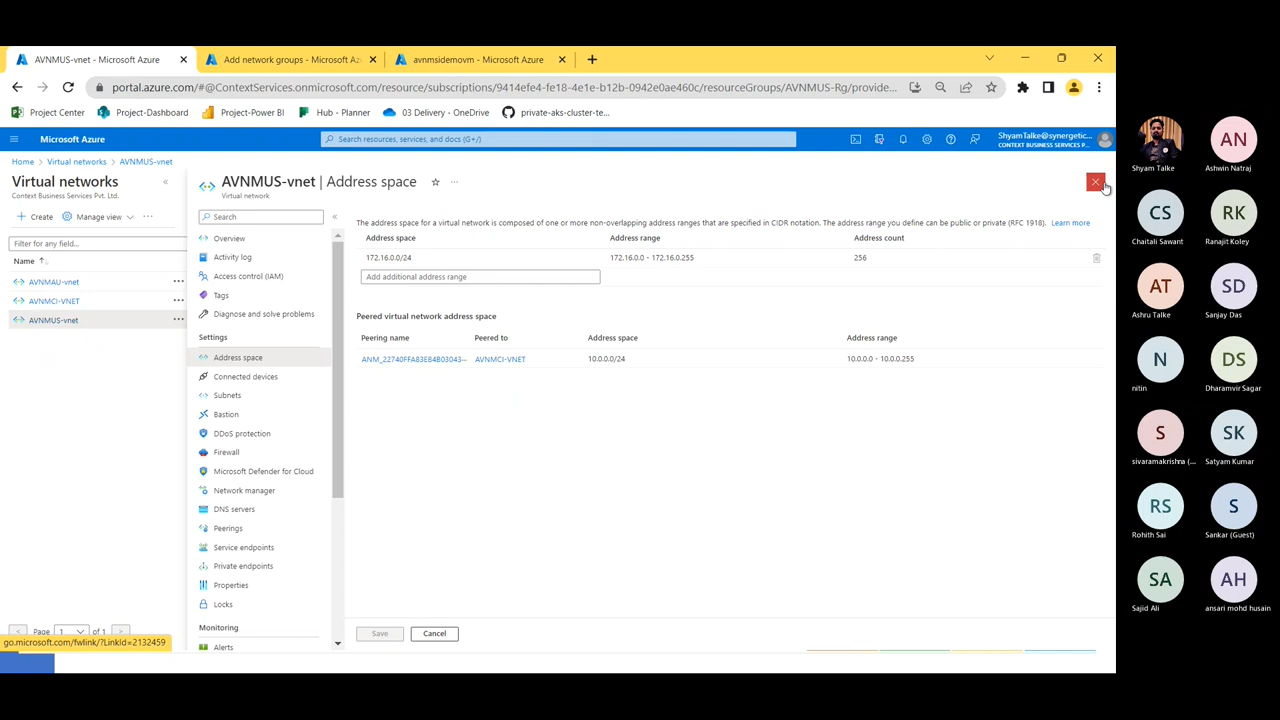 AVNMUS-vnet - Microsoft Azure
Add network groups - Microsoft Az
avnmsidemovm - Microsoft Azure
portal.azure.com/#@ContextServices.onmicrosoft.com/resource/subscriptions/9414efe4-fe18-4e1e-b12b-0942e0ae460c/resourceGroups/AVNMUS-Rg/provide...
Project Center
Project-Dashboard
Project-Power BI
Hub - Planner
03 Delivery - OneDrive
private-aks-cluster-te...
Microsoft Azure
Search resources, services, and docs (G+/)
ShyamTalke@synergetic...
CONTEXT BUSINESS SERVICES P...
Home > Virtual networks > AVNMUS-vnet
Virtual networks «
Context Business Services Pvt. Ltd.
+ Create
Manage view
...
Filter for any field...
Name ↑
AVNMAU-vnet ...
AVNMCI-VNET ...
AVNMUS-vnet ...
Page 1 of 1
go.microsoft.com/fwlink/?LinkId=2132459
AVNMUS-vnet | Address space
...
Virtual network
Search
«
Overview
Activity log
Access control (IAM)
Tags
Diagnose and solve problems
Settings
Address space
Connected devices
Subnets
Bastion
DDoS protection
Firewall
Microsoft Defender for Cloud
Network manager
DNS servers
Peerings
Service endpoints
Private endpoints
Properties
Locks
Monitoring
Alerts
The address space for a virtual network is composed of one or more non-overlapping address ranges that are specified in CIDR notation. The address range you define can be public or private (RFC 1918). Learn more
Address space Address range Address count
172.16.0.0/24 172.16.0.0 - 172.16.0.255 256
Add additional address range
Peered virtual network address space
Peering name Peered to Address space Address range
ANM_22740FFA83EB4B03043... AVNMCI-VNET 10.0.0.0/24 10.0.0.0 - 10.0.0.255
Save
Cancel
Shyam Talke
AN
Ashwin Natraj
CS
Chaitali Sawant
RK
Ranajit Koley
AT
Ashru Talke
SD
Sanjay Das
N
nitin
DS
Dharamvir Sagar
S
sivaramakrishna (...
SK
Satyam Kumar
RS
Rohith Sai
S
Sankar (Guest)
SA
Sajid Ali
AH
ansari mohd husain